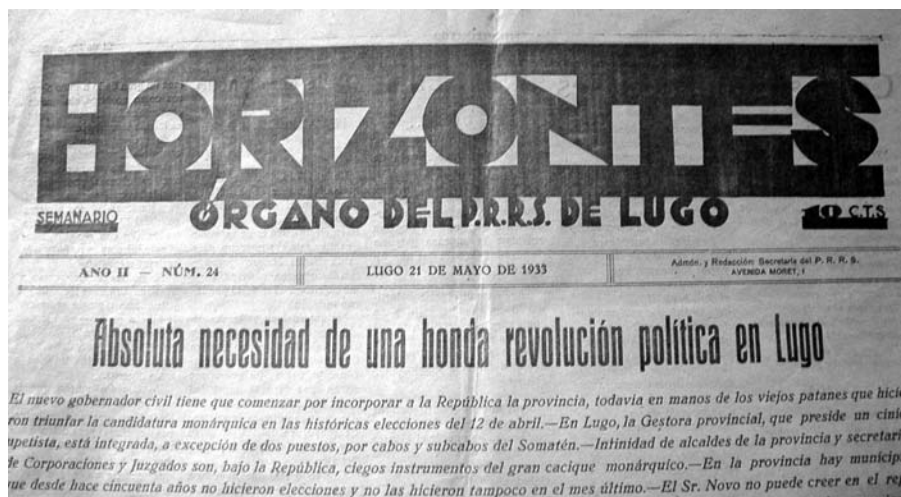 HORIZONTES
SEMANARIO
ÓRGANO DEL P.R.R.S. DE LUGO
10 CTS
AÑO II — NÚM. 24
LUGO 21 DE MAYO DE 1933
Admón. y Redacción: Secretaría del P. R. R. S.
AVENIDA MORET, 1
Absoluta necesidad de una honda revolución política en Lugo
El nuevo gobernador civil tiene que comenzar por incorporar a la República la provincia, todavia en manos de los viejos patanes que hicie
ron triunfar la candidatura monárquica en las históricas elecciones del 12 de abril.—En Lugo, la Gestora provincial, que preside un
upetista, está integrada, a excepción de dos puestos, por cabos y subcabos del Somatén.—Infinidad de alcaldes de la provincia y secretari
de Corporaciones y Juzgados son, bajo la República, ciegos instrumentos del gran cacique monárquico.—En la provincia hay municip
que desde hace cincuenta años no hicieron elecciones y no las hicieron tampoco en el mes último.—El Sr. Novo no puede creer en el